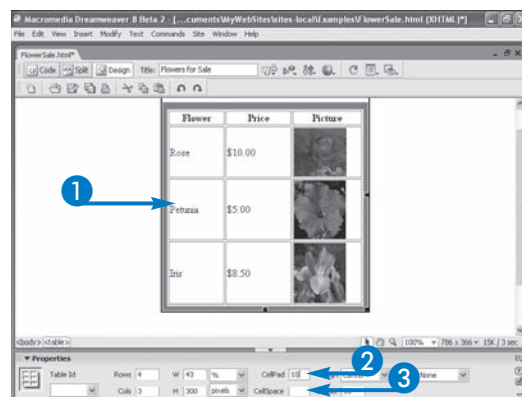 Macromedia Dreamweaver 8 Beta 2 - [...cuments\MyWebSites\sites-local\Examples\FlowerSale.html (XHTML)*]
File Edit View Insert Modify Text Commands Site Window Help
FlowerSale.html*
Code Split Design Title: Flowers for Sale
Flower Price Picture
Rose $10.00
1
Petunia $5.00
Iris $8.50
<body> <table> 100% 786 x 366 15K / 3 sec
Properties
2
Table Id Rows 4 W 43 % CellPad 10 None
3
Cols 3 H 300 pixels CellSpace